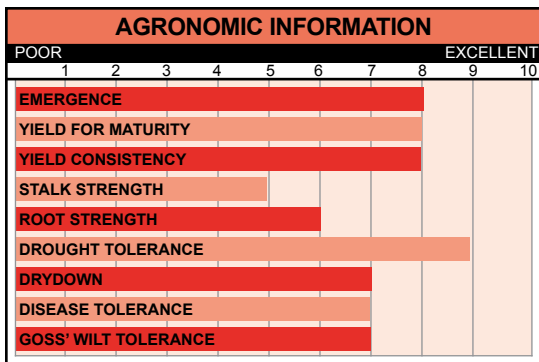 AGRONOMIC INFORMATION
POOR EXCELLENT
1 2 3 4 5 6 7 8 9 10
EMERGENCE
YIELD FOR MATURITY
YIELD CONSISTENCY
STALK STRENGTH
ROOT STRENGTH
DROUGHT TOLERANCE
DRYDOWN
DISEASE TOLERANCE
GOSS' WILT TOLERANCE